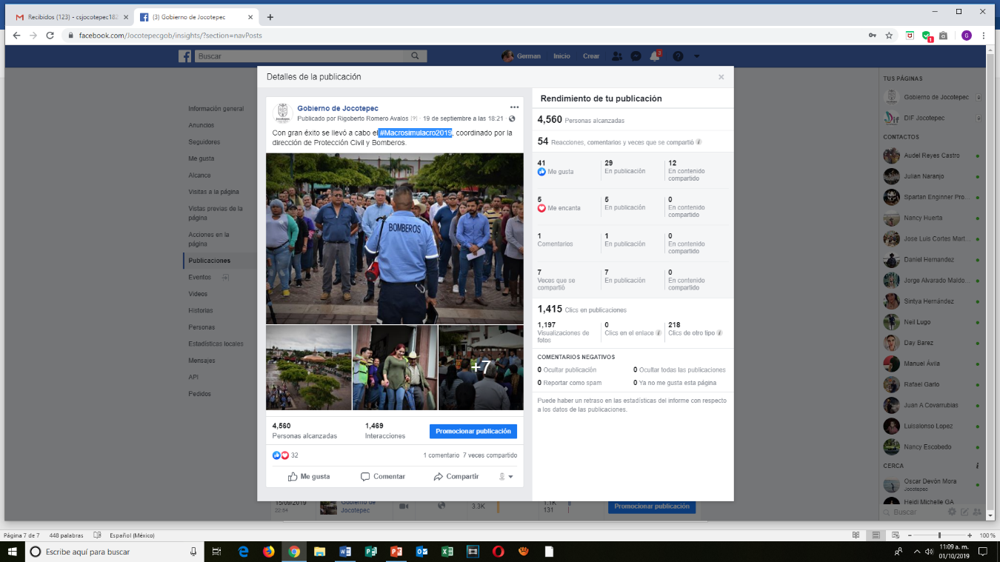 Recibidos (123) - csjocotepec182
(3) Gobierno de Jocotepec
facebook.com/Jocotepecgob/insights/?section=navPosts
1
G
Buscar
German
Inicio
Crear
3
Información general
Anuncios
Seguidores
Me gusta
Alcance
Visitas a la página
Vistas previas de la
página
Acciones en la
página
Publicaciones
Eventos
Videos
Historias
Personas
Estadísticas locales
Mensajes
API
Pedidos
Detalles de la publicación
Gobierno de Jocotepec
Publicado por Rigoberto Romero Avalos [?] · 19 de septiembre a las 18:21 ·
Con gran éxito se llevó a cabo el #Macrosimulacro2019, coordinado por la
dirección de Protección Civil y Bomberos.
BOMBEROS
+7
4,560
Personas alcanzadas
1,469
Interacciones
Promocionar publicación
32
1 comentario 7 veces compartido
Me gusta
Comentar
Compartir
Rendimiento de tu publicación
4,560 Personas alcanzadas
54 Reacciones, comentarios y veces que se compartió
41
Me gusta
29
En publicación
12
En contenido
compartido
5
Me encanta
5
En publicación
0
En contenido
compartido
1
Comentarios
1
En publicación
0
En contenido
compartido
7
Veces que se
compartió
7
En publicación
0
En contenido
compartido
1,415 Clics en publicaciones
1,197
Visualizaciones de
fotos
0
Clics en el enlace
218
Clics de otro tipo
COMENTARIOS NEGATIVOS
0 Ocultar publicación
0 Ocultar todas las publicaciones
0 Reportar como spam
0 Ya no me gusta esta página
Puede haber un retraso en las estadísticas del informe con respecto
a los datos de las publicaciones.
15/09/2019
22:54
Gobierno de
Jocotepec
3.3K
1.1K
131
Promocionar publicación
TUS PÁGINAS
Gobierno de Jocotepec
DIF Jocotepec
CONTACTOS
Audel Reyes Castro
Julian Naranjo
Spartan Enginner Pro...
Nancy Huerta
Jose Luis Cortes Mart...
Daniel Hernandez
Jorge Alvarado Maldo...
Sintya Hernández
Neil Lugo
Day Barez
Manuel Ávila
Rafael Garlo
Juan A Covarrubias
Luisalonso Lopez
Nancy Escobedo
CERCA
Oscar Devón Mora
Jocotepec
Heidi Michelle GA
Buscar
Página 7 de 7
448 palabras
Español (México)
100 %
Escribe aquí para buscar
11:09 a. m.
01/10/2019